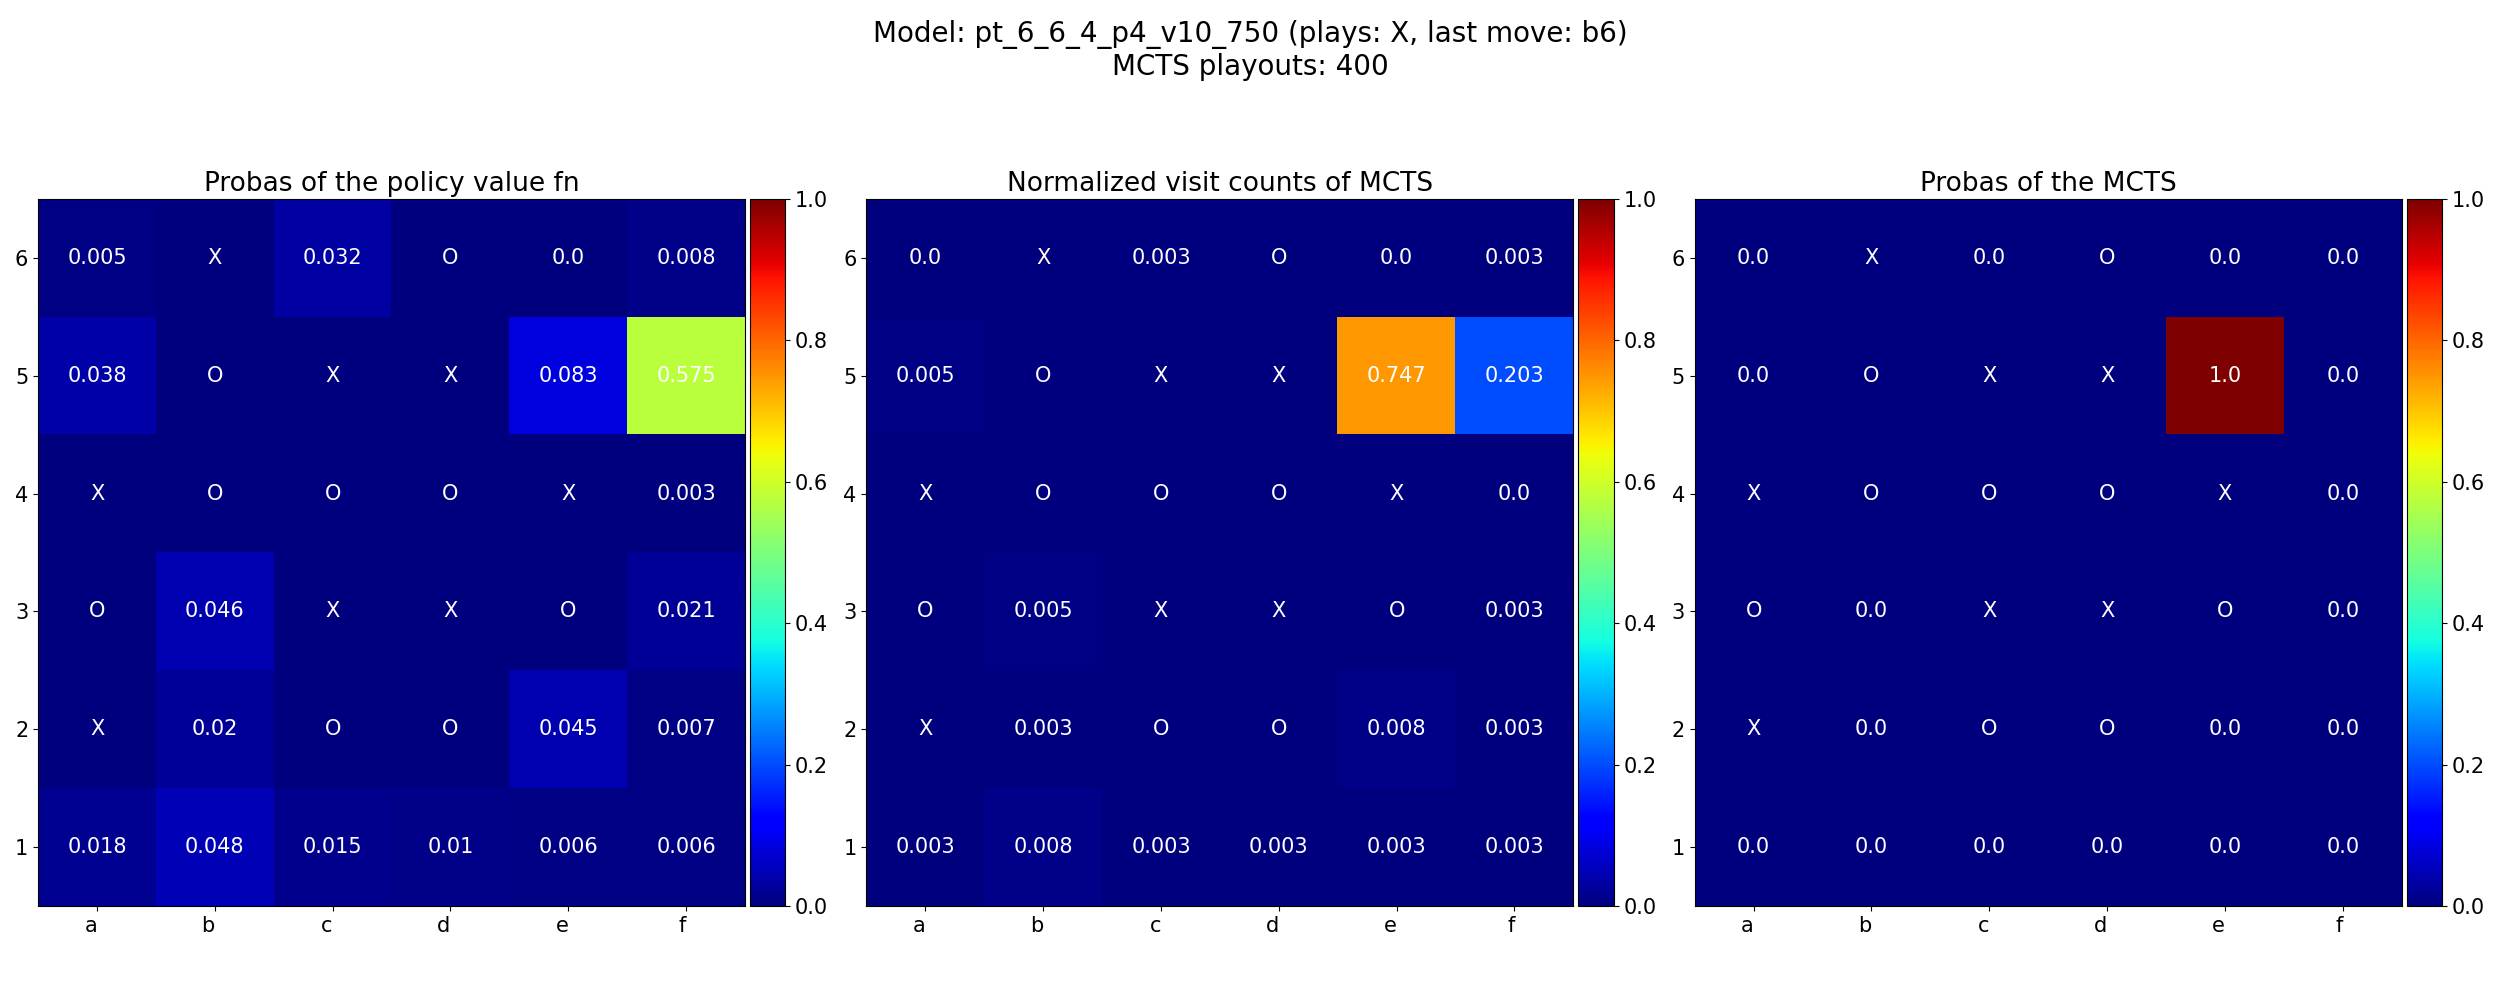 Model: pt_6_6_4_p4_v10_750 (plays: X, last move: b6)
MCTS playouts: 400
Probas of the policy value fn
6 0.005 X 0.032 O 0.0 0.008
5 0.038 O X X 0.083 0.575
4 X O O O X 0.003
3 O 0.046 X X O 0.021
2 X 0.02 O O 0.045 0.007
1 0.018 0.048 0.015 0.01 0.006 0.006
a b c d e f
1.0
0.8
0.6
0.4
0.2
0.0
Normalized visit counts of MCTS
6 0.0 X 0.003 O 0.0 0.003
5 0.005 O X X 0.747 0.203
4 X O O O X 0.0
3 O 0.005 X X O 0.003
2 X 0.003 O O 0.008 0.003
1 0.003 0.008 0.003 0.003 0.003 0.003
a b c d e f
1.0
0.8
0.6
0.4
0.2
0.0
Probas of the MCTS
6 0.0 X 0.0 O 0.0 0.0
5 0.0 O X X 1.0 0.0
4 X O O O X 0.0
3 O 0.0 X X O 0.0
2 X 0.0 O O 0.0 0.0
1 0.0 0.0 0.0 0.0 0.0 0.0
a b c d e f
1.0
0.8
0.6
0.4
0.2
0.0